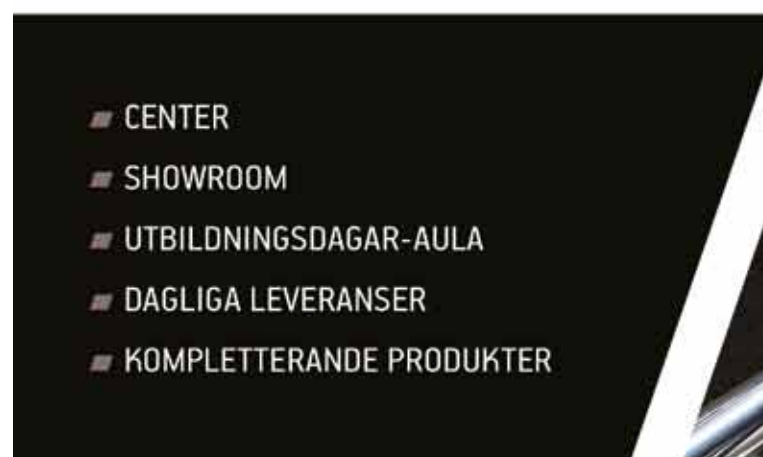 CENTER
SHOWROOM
UTBILDNINGSDAGAR-AULA
DAGLIGA LEVERANSER
KOMPLETTERANDE PRODUKTER